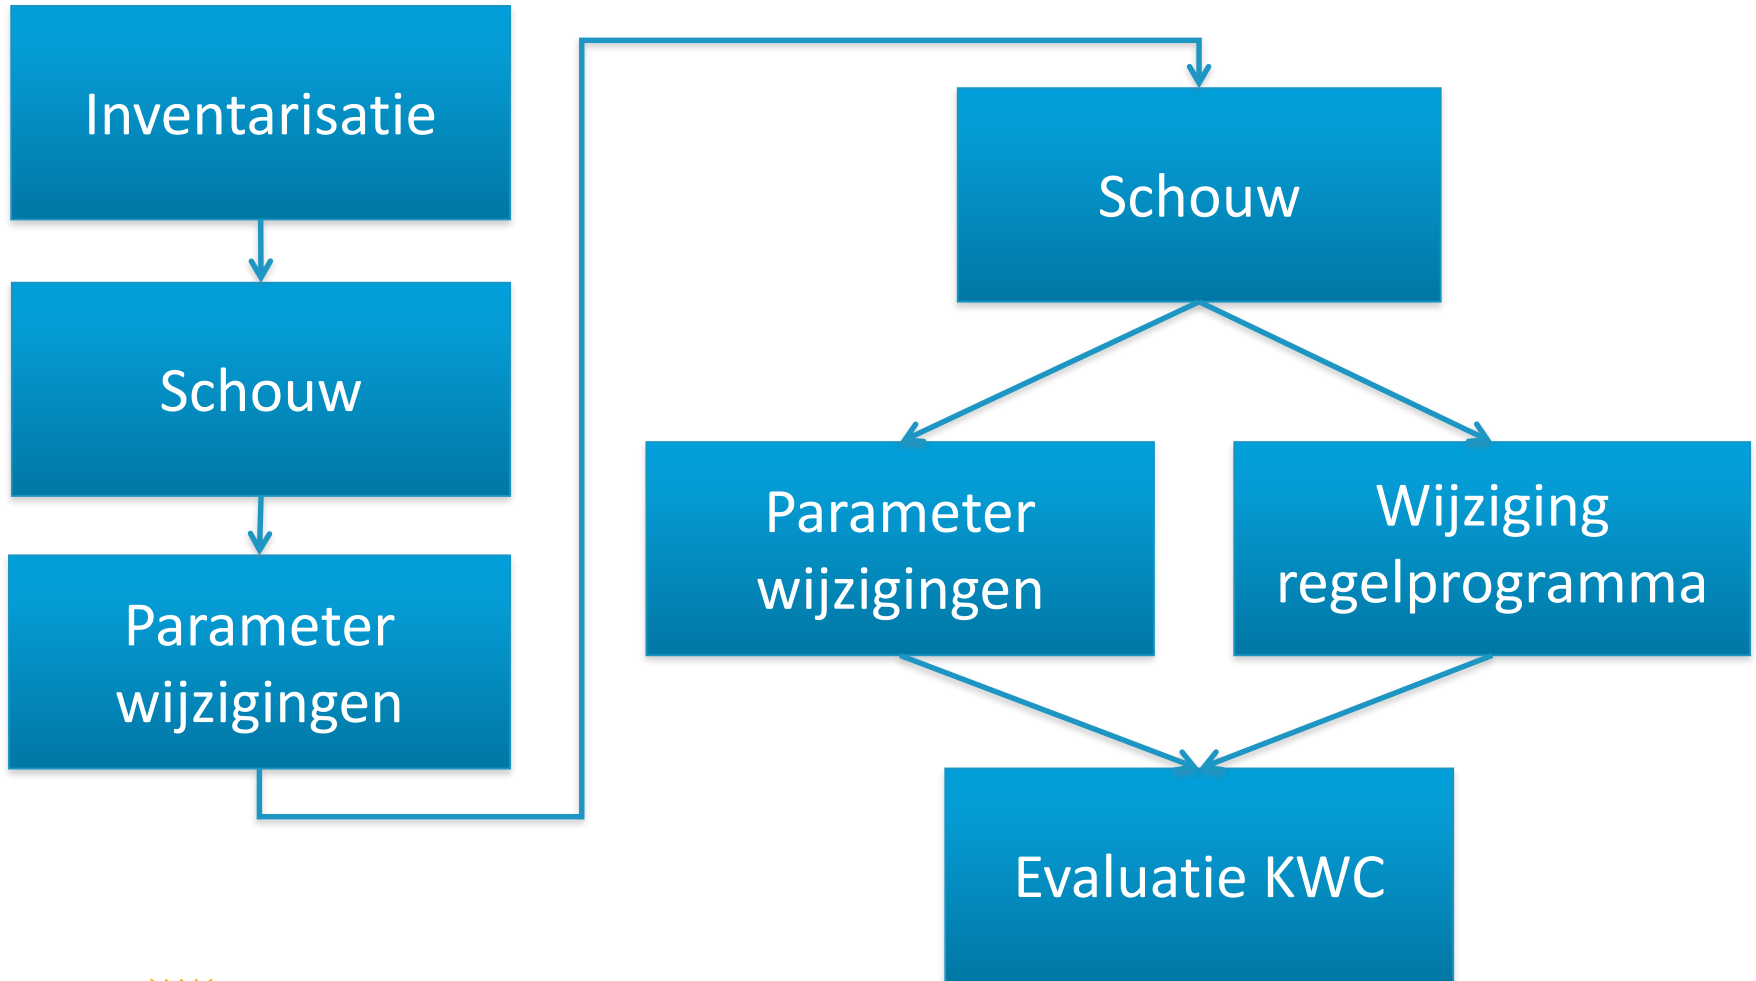 Inventarisatie
Schouw
Parameter
wijzigingen
Schouw
Parameter
wijzigingen
Wijziging
regelprogramma
Evaluatie KWC